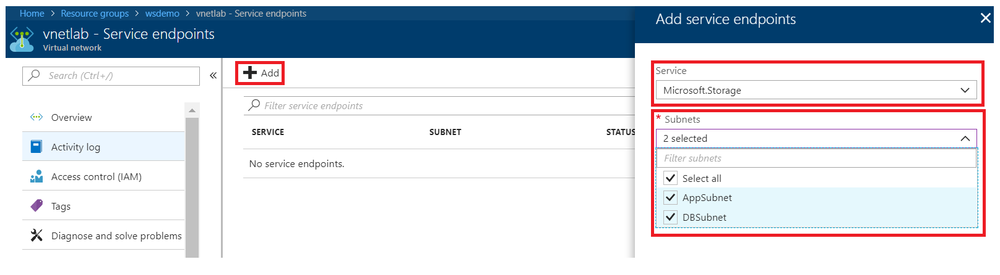 Home > Resource groups > wsdemo > vnetlab - Service endpoints
vnetlab - Service endpoints
Virtual network
Search (Ctrl+/)
«
Overview
Activity log
Access control (IAM)
Tags
Diagnose and solve problems
Add
Filter service endpoints
SERVICE SUBNET STATUS
No service endpoints.
Add service endpoints
Service
Microsoft.Storage
* Subnets
2 selected
Filter subnets
Select all
AppSubnet
DBSubnet